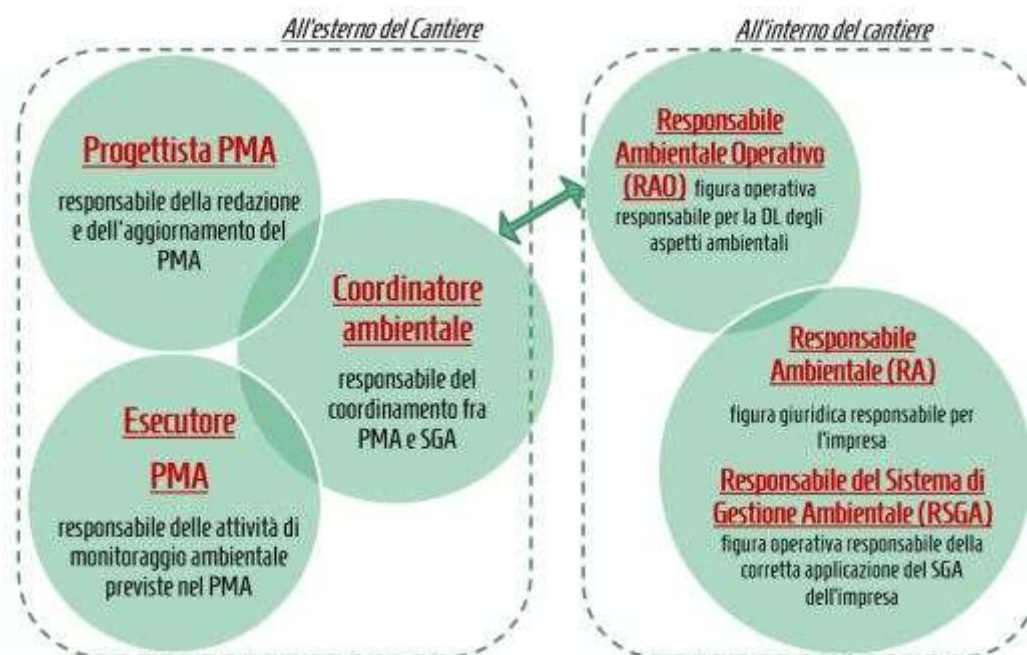 All'esterno del Cantiere
Progettista PMA
responsabile della redazione
e dell'aggiornamento del
PMA
Coordinatore
ambientale
responsabile del
coordinamento fra
PMA e SGA
Esecutore
PMA
responsabile delle attività di
monitoraggio ambientale
previste nel PMA
All'interno del cantiere
Responsabile
Ambientale Operativo
(RAO) figura operativa
responsabile per la DL degli
aspetti ambientali
Responsabile
Ambientale (RA)
figura giuridica responsabile per
l'impresa
Responsabile del Sistema di
Gestione Ambientale (RSGA)
figura operativa responsabile della
corretta applicazione del SGA
dell'impresa